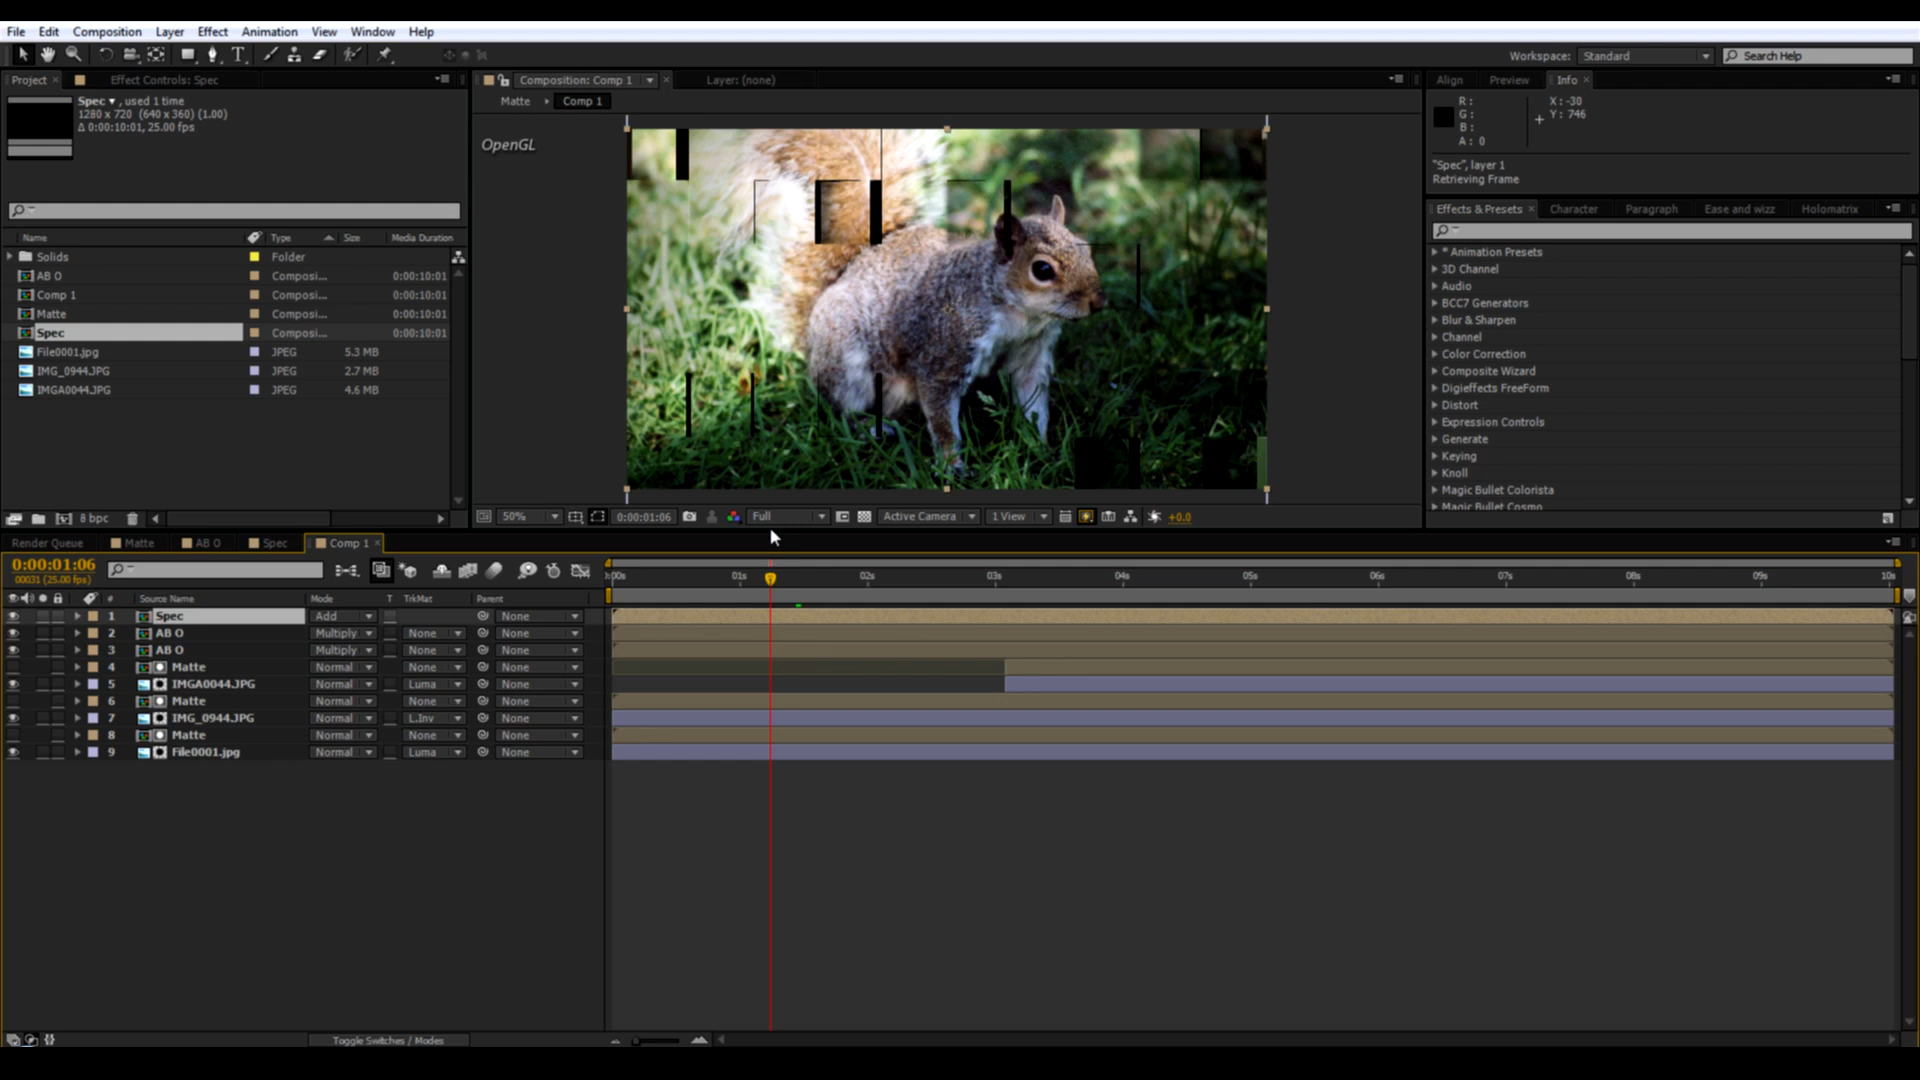 File Edit Composition Layer Effect Animation View Window Help
Workspace: Standard Search Help
Project Effect Controls: Spec
Spec, used 1 time
1280 x 720 (640 x 360) (1.00)
Δ 0:00:10:01, 25.00 fps
Name Type Size Media Duration
Solids Folder
AB O Composi... 0:00:10:01
Comp 1 Composi... 0:00:10:01
Matte Composi... 0:00:10:01
Spec Composi... 0:00:10:01
File0001.jpg JPEG 5.3 MB
IMG_0944.JPG JPEG 2.7 MB
IMGA0044.JPG JPEG 4.6 MB
8 bpc
Composition: Comp 1 Layer: (none)
Matte Comp 1
OpenGL
50% 0:00:01:06 Full Active Camera 1 View +0.0
Align Preview Info
R: X: -30
G: Y: 746
B:
A: 0
"Spec", layer 1
Retrieving Frame
Effects & Presets Character Paragraph Ease and wizz Holomatrix
* Animation Presets
3D Channel
Audio
BCC7 Generators
Blur & Sharpen
Channel
Color Correction
Composite Wizard
Digieffects FreeForm
Distort
Expression Controls
Generate
Keying
Knoll
Magic Bullet Colorista
Magic Bullet Cosmo
Render Queue Matte AB O Spec Comp 1
0:00:01:06
00031 (25.00 fps)
:00s 01s 02s 03s 04s 05s 06s 07s 08s 09s 10s
# Source Name Mode T TrkMat Parent
1 Spec Add None
2 AB O Multiply None None
3 AB O Multiply None None
4 Matte Normal None None
5 IMGA0044.JPG Normal Luma None
6 Matte Normal None None
7 IMG_0944.JPG Normal L.Inv None
8 Matte Normal None None
9 File0001.jpg Normal Luma None
Toggle Switches / Modes